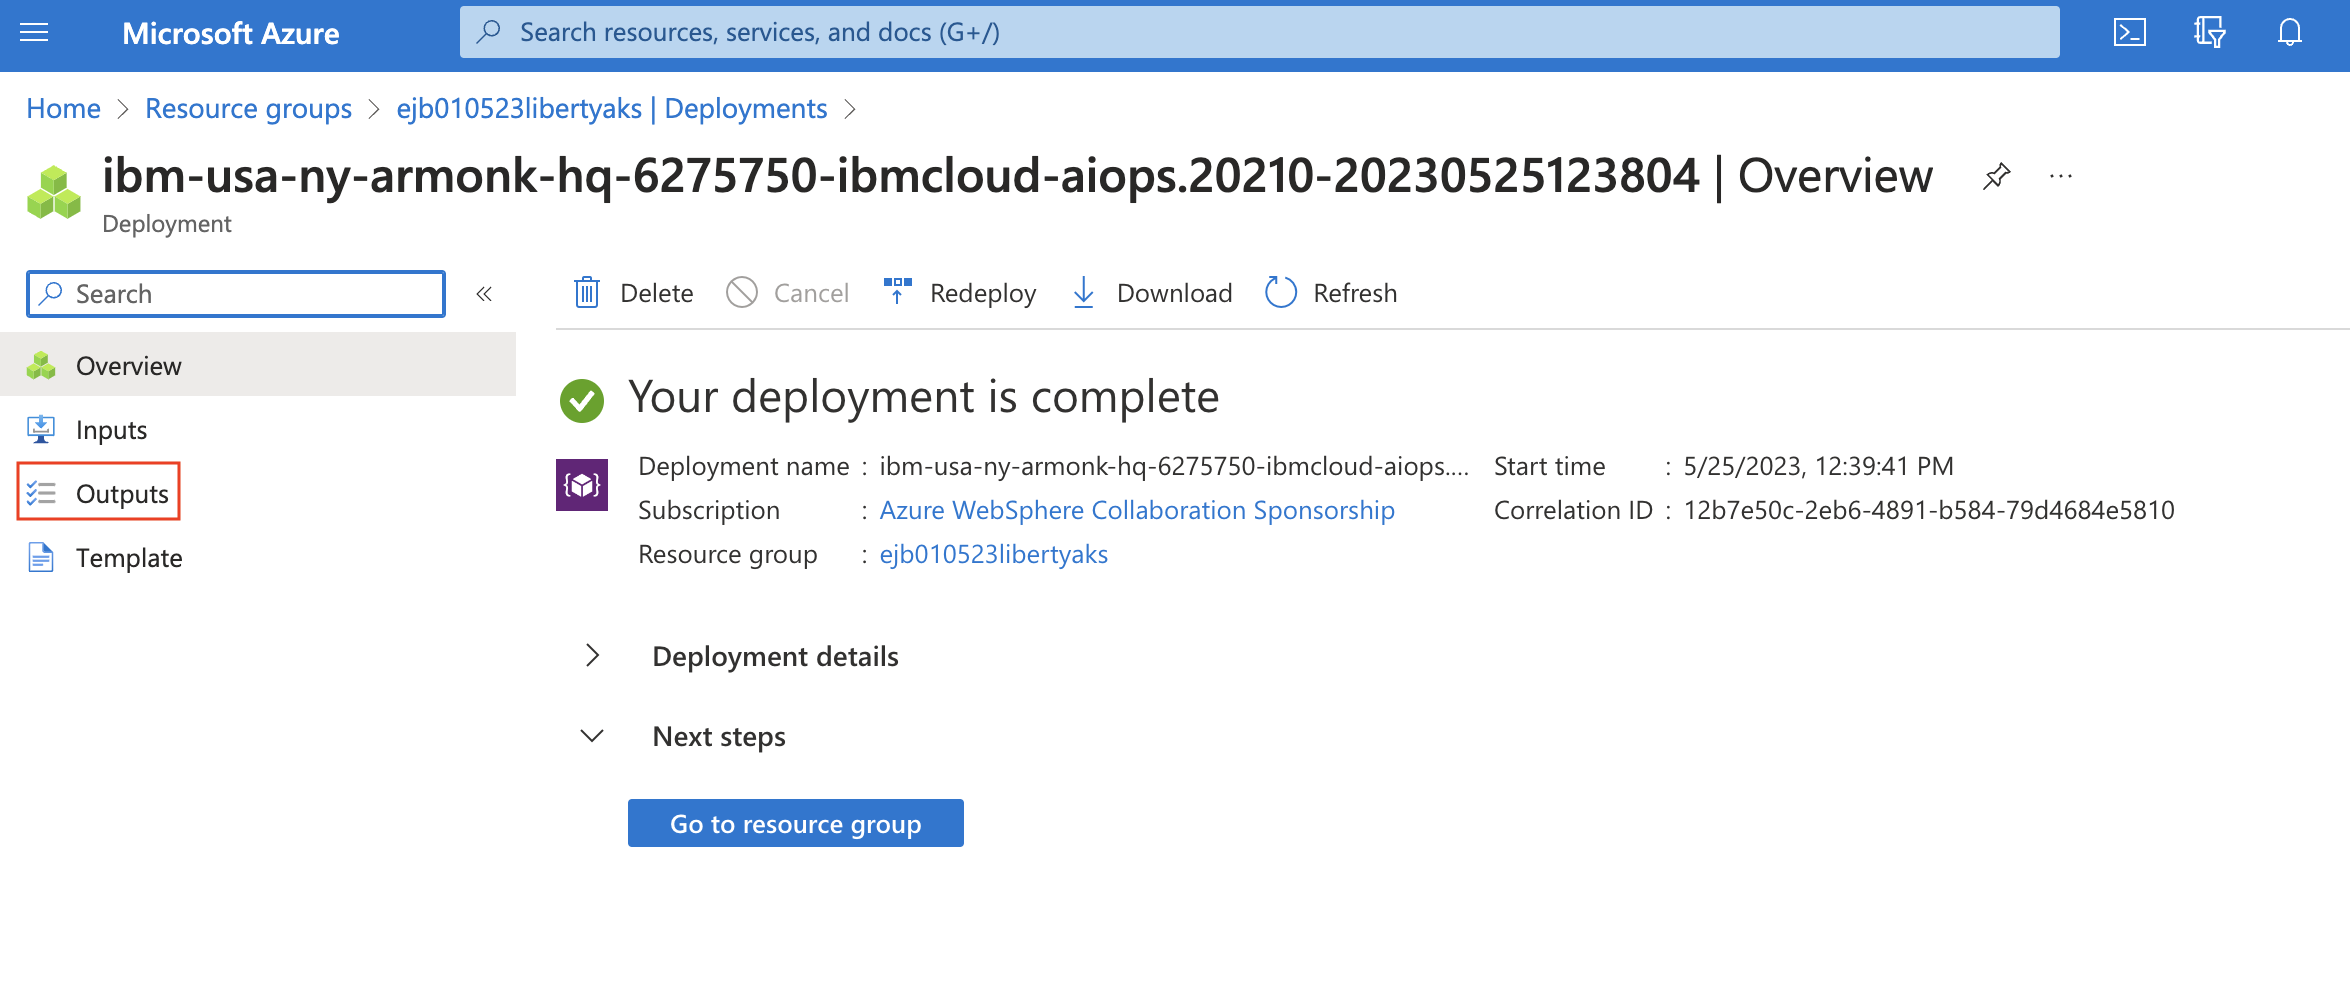 Microsoft Azure
Search resources, services, and docs (G+/)
Home > Resource groups > ejb010523libertyaks | Deployments >
ibm-usa-ny-armonk-hq-6275750-ibmcloud-aiops.20210-20230525123804 | Overview
Deployment
Search
Delete Cancel Redeploy Download Refresh
Overview
Inputs
Outputs
Template
Your deployment is complete
Deployment name : ibm-usa-ny-armonk-hq-6275750-ibmcloud-aiops.... Start time : 5/25/2023, 12:39:41 PM
Subscription : Azure WebSphere Collaboration Sponsorship Correlation ID : 12b7e50c-2eb6-4891-b584-79d4684e5810
Resource group : ejb010523libertyaks
Deployment details
Next steps
Go to resource group